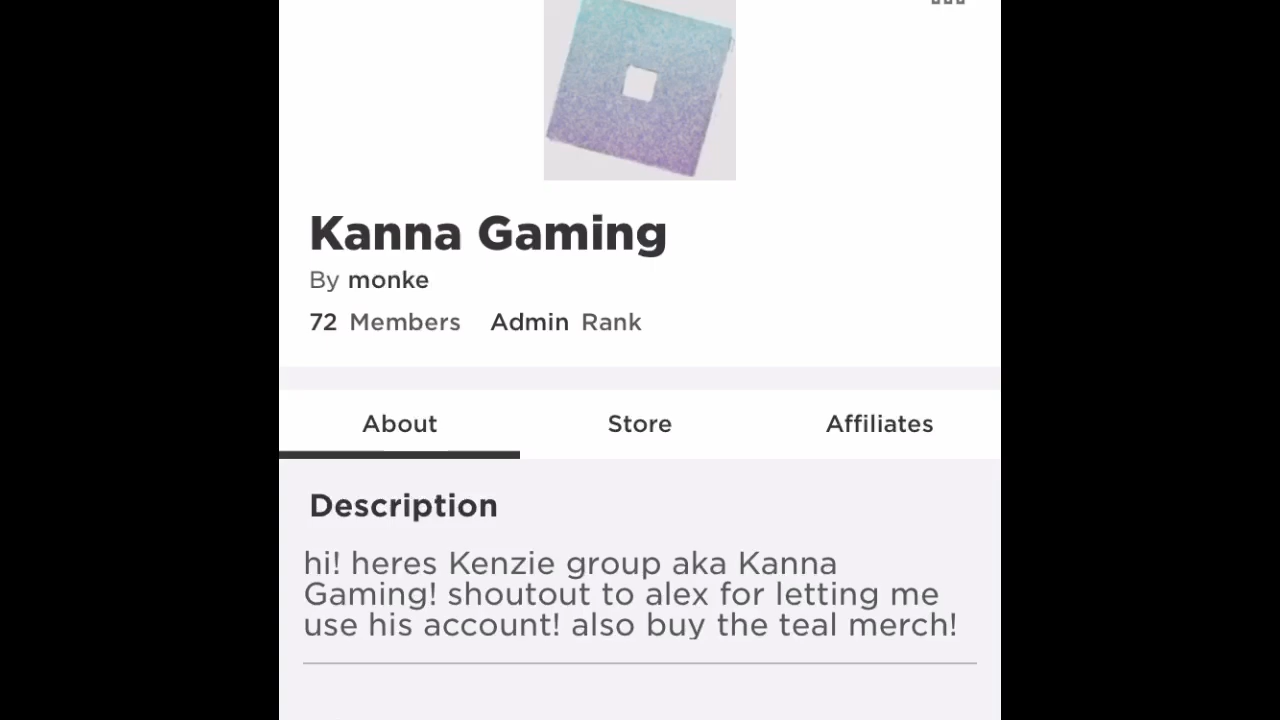 Kanna Gaming
By monke
72 Members Admin Rank
About Store Affiliates
Description
hi! heres Kenzie group aka Kanna
Gaming! shoutout to alex for letting me
use his account! also buy the teal merch!